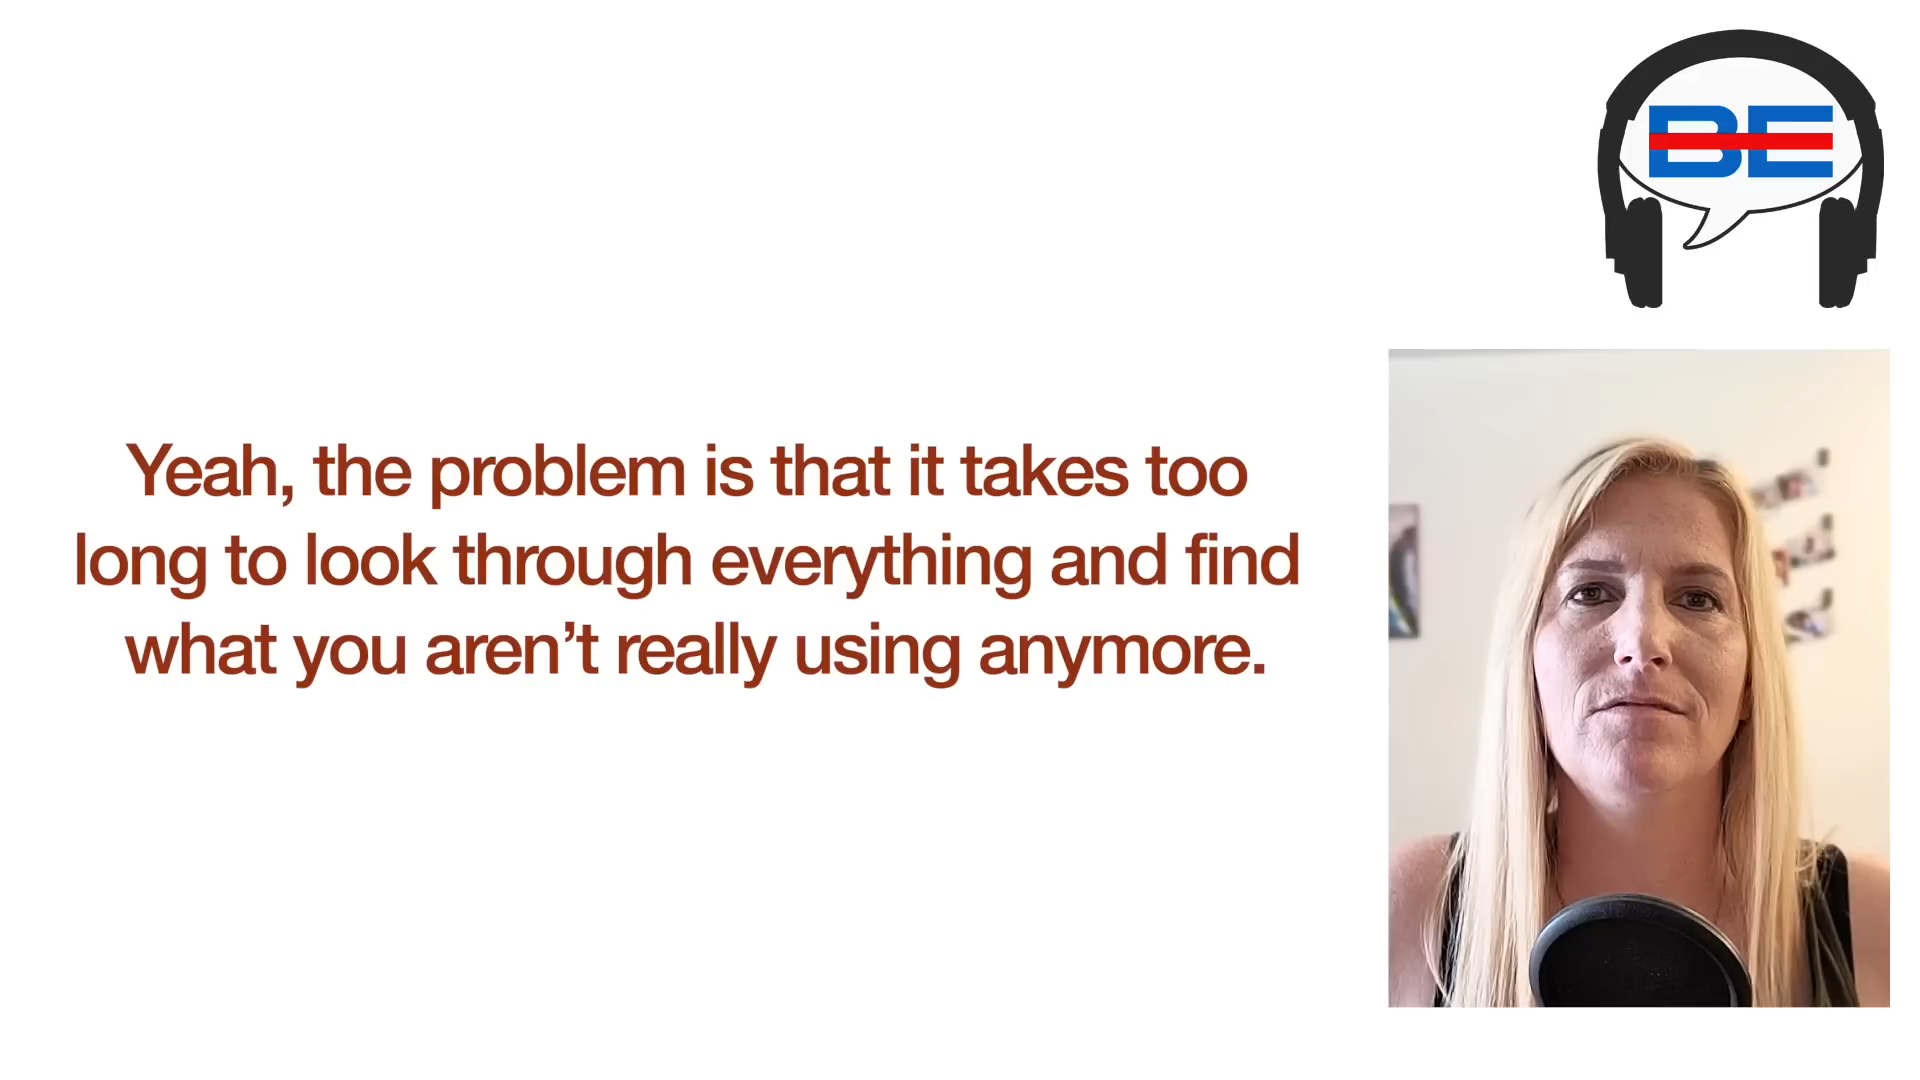 BE
Yeah, the problem is that it takes too
long to look through everything and find
what you aren’t really using anymore.